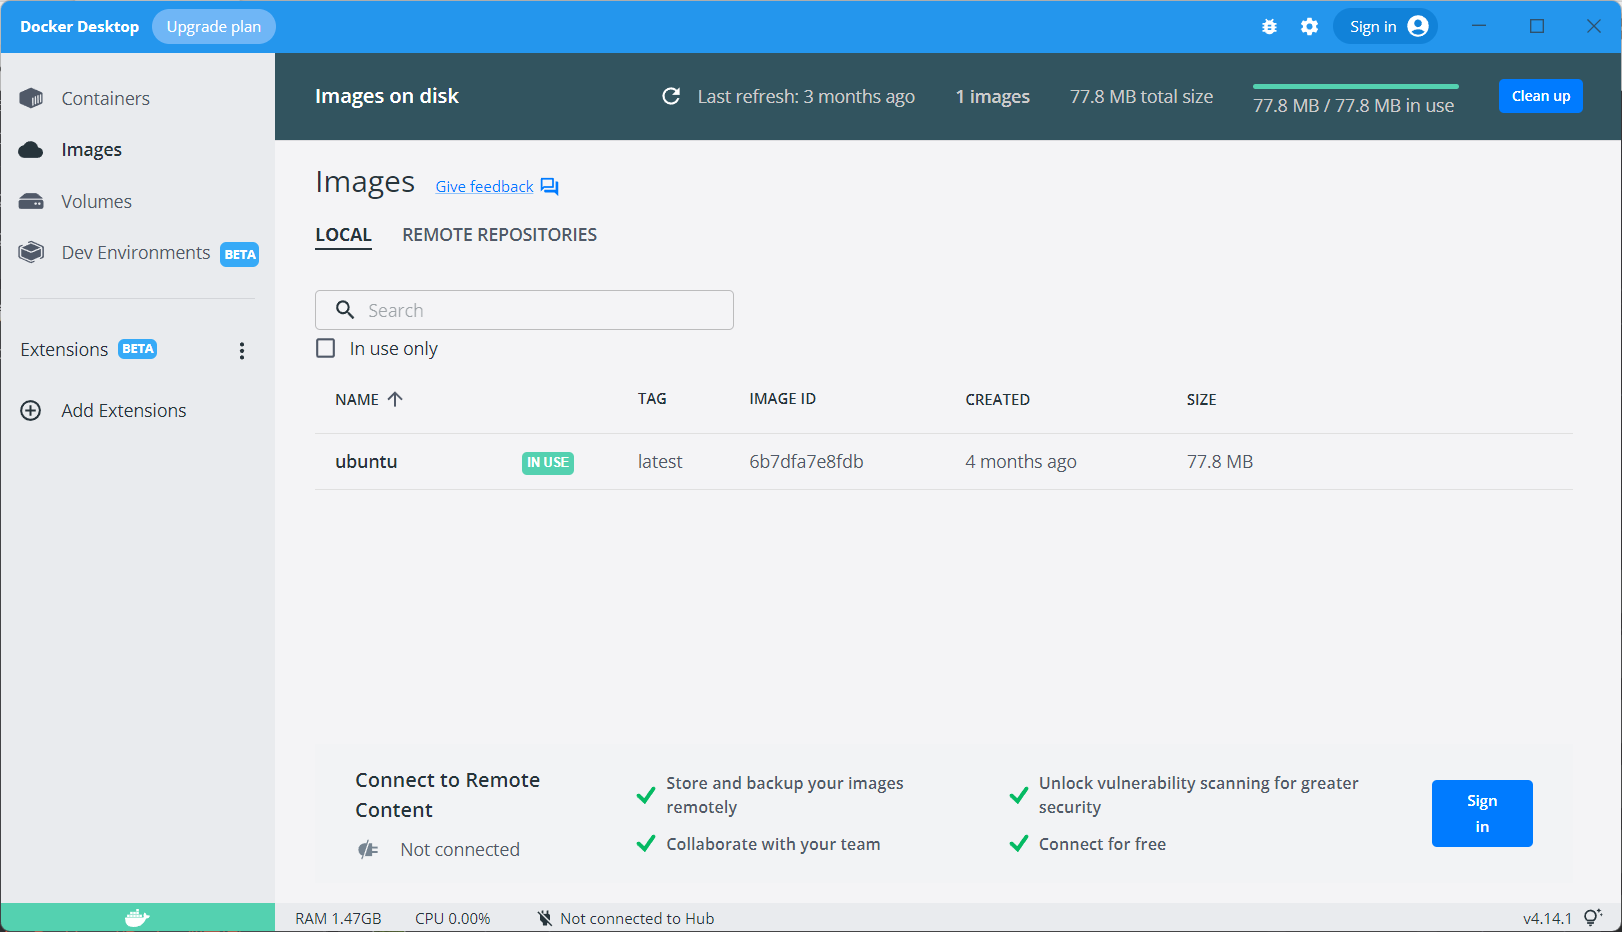 Docker Desktop Upgrade plan Sign in
Containers
Images
Volumes
Dev Environments BETA
Extensions BETA
Add Extensions
Images on disk Last refresh: 3 months ago 1 images 77.8 MB total size 77.8 MB / 77.8 MB in use Clean up
Images Give feedback
LOCAL REMOTE REPOSITORIES
Search
In use only
NAME TAG IMAGE ID CREATED SIZE
ubuntu IN USE latest 6b7dfa7e8fdb 4 months ago 77.8 MB
Connect to Remote
Content
Not connected
Store and backup your images
remotely
Collaborate with your team
Unlock vulnerability scanning for greater
security
Connect for free
Sign
in
RAM 1.47GB CPU 0.00% Not connected to Hub v4.14.1